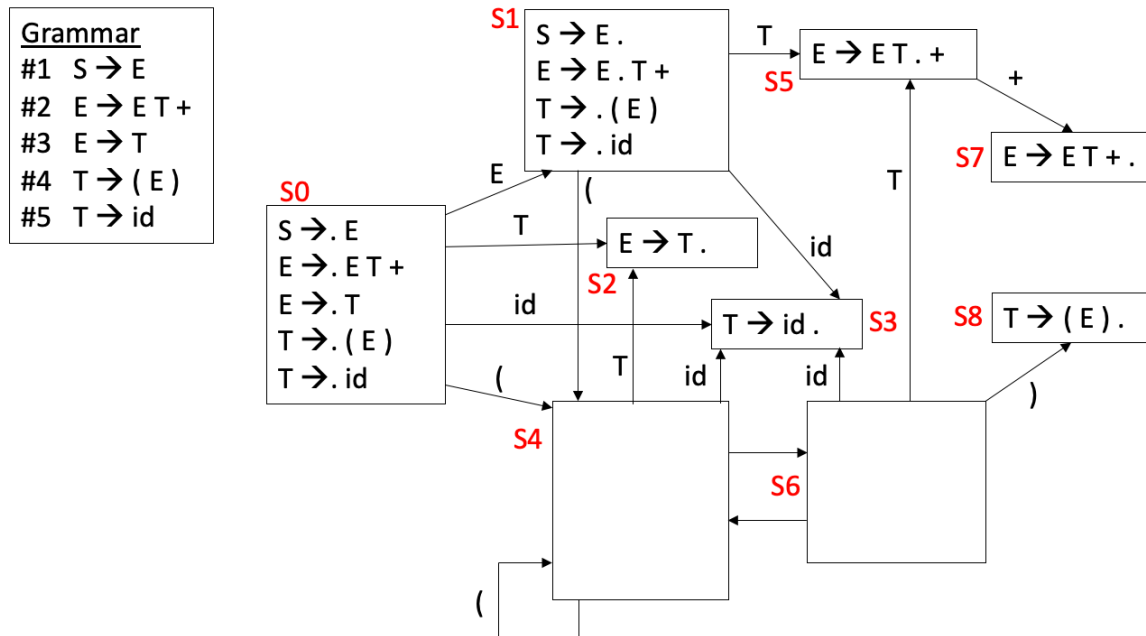 Grammar
#1 S → E
#2 E → E T +
#3 E → T
#4 T → ( E )
#5 T → id
S0
S → . E
E → . E T +
E → . T
T → . ( E )
T → . id
E
T
id
(
S1
S → E .
E → E . T +
T → . ( E )
T → . id
T
(
id
S2
E → T .
T → id .
S3
S5
E → E T . +
+
S7
E → E T + .
S8
T → ( E ) .
T
id
id
T
)
S4
S6
(